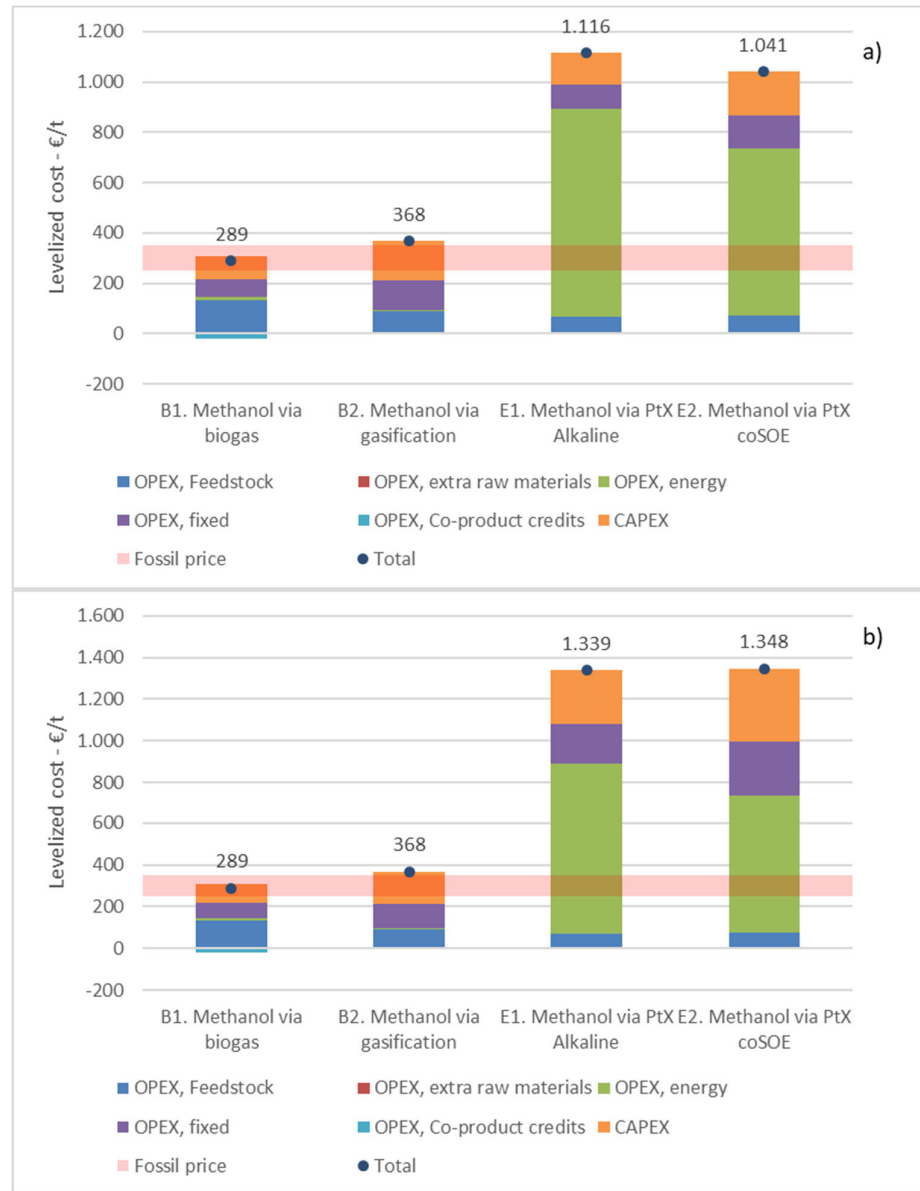 a)
Levelized cost - €/t
1.200
1.000
800
600
400
200
0
-200
289
368
1.116
1.041
B1. Methanol via biogas
B2. Methanol via gasification
E1. Methanol via PtX Alkaline
E2. Methanol via PtX coSOE
OPEX, Feedstock
OPEX, extra raw materials
OPEX, energy
OPEX, fixed
OPEX, Co-product credits
CAPEX
Fossil price
Total
b)
Levelized cost - €/t
1.600
1.400
1.200
1.000
800
600
400
200
0
-200
289
368
1.339
1.348
B1. Methanol via biogas
B2. Methanol via gasification
E1. Methanol via PtX Alkaline
E2. Methanol via PtX coSOE
OPEX, Feedstock
OPEX, extra raw materials
OPEX, energy
OPEX, fixed
OPEX, Co-product credits
CAPEX
Fossil price
Total